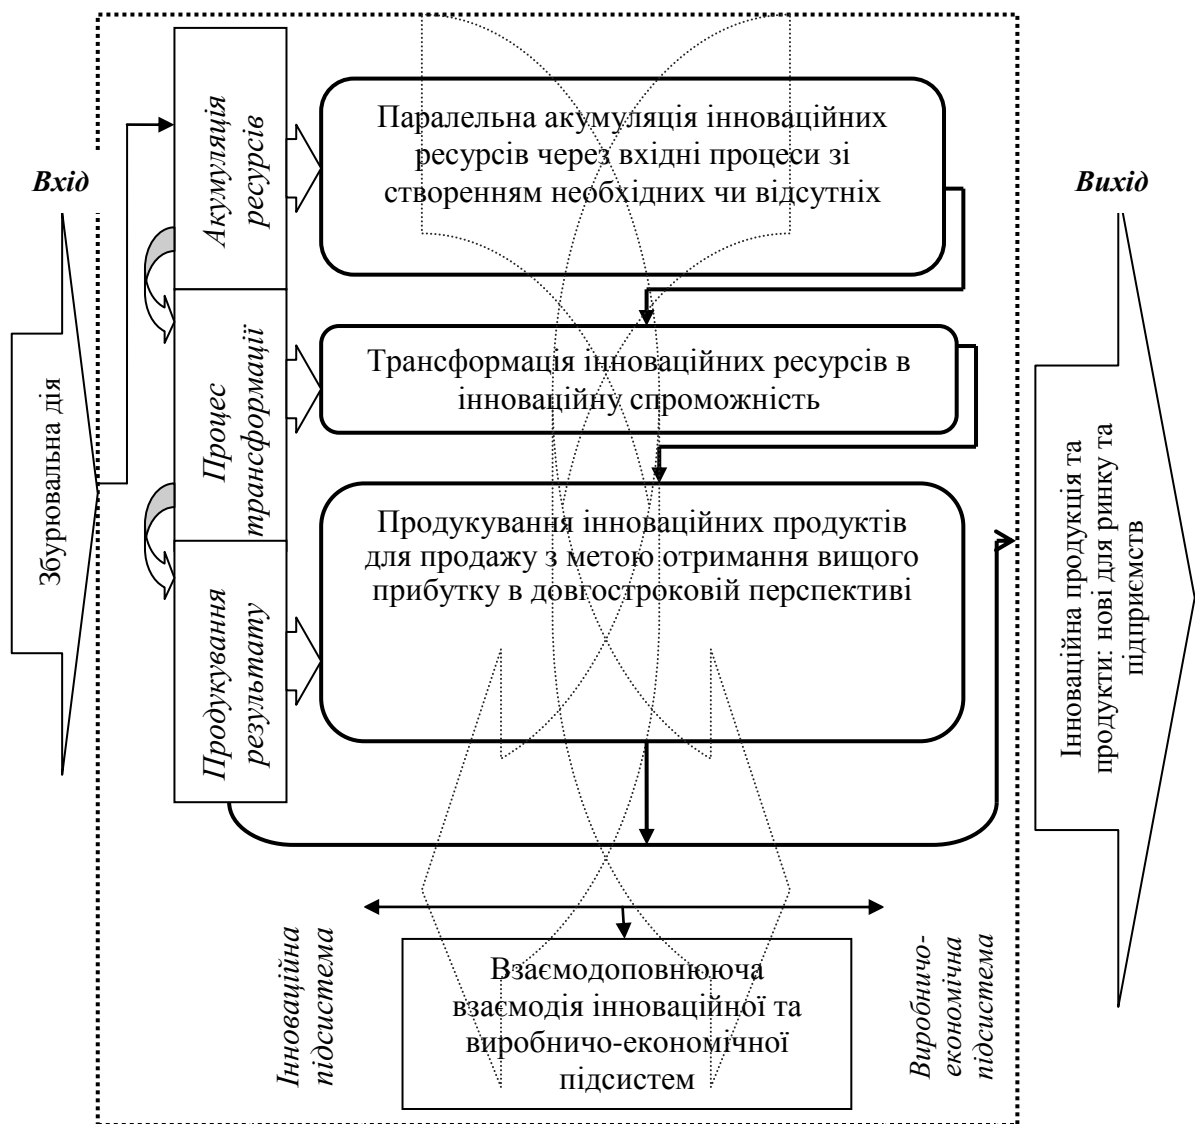 Вхід
Збурювальна дія
Акумуляція
ресурсів
Паралельна акумуляція інноваційних
ресурсів через вхідні процеси зі
створенням необхідних чи відсутніх
Процес
трансформації
Трансформація інноваційних ресурсів в
інноваційну спроможність
Продукування
результату
Продукування інноваційних продуктів
для продажу з метою отримання вищого
прибутку в довгостроковій перспективі
Інноваційна
підсистема
Взаємодоповнююча
взаємодія інноваційної та
виробничо-економічної
підсистем
Виробничо-
економічна
підсистема
Вихід
Інноваційна продукція та
продукти: нові для ринку та
підприємств